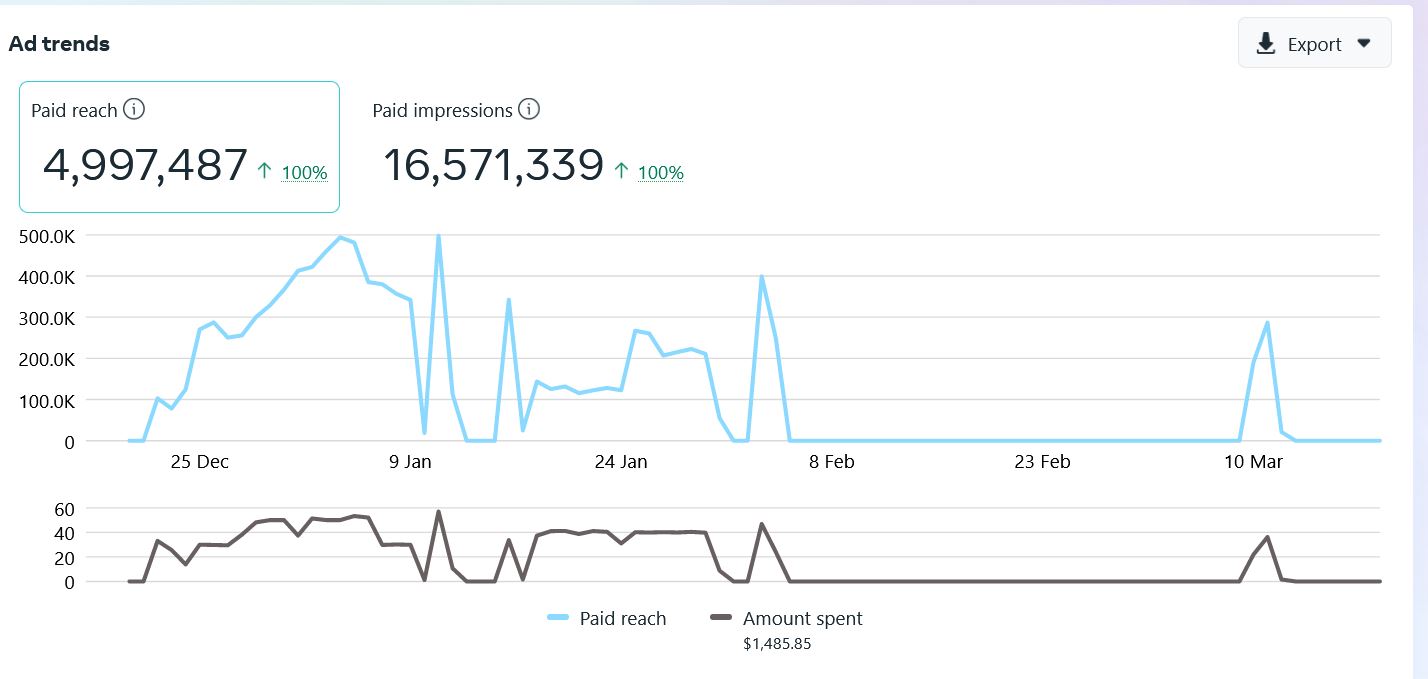 Ad trends
Export
Paid reach
4,997,487 ↑ 100%
Paid impressions
16,571,339 ↑ 100%
500.0K
400.0K
300.0K
200.0K
100.0K
0
25 Dec 9 Jan 24 Jan 8 Feb 23 Feb 10 Mar
60
40
20
0
Paid reach Amount spent
$1,485.85